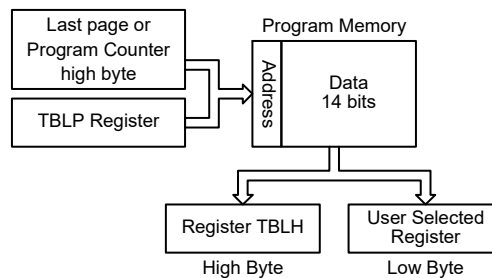 Last page or
Program Counter
high byte
TBLP Register
Program Memory
Address
Data
14 bits
Register TBLH
High Byte
User Selected
Register
Low Byte